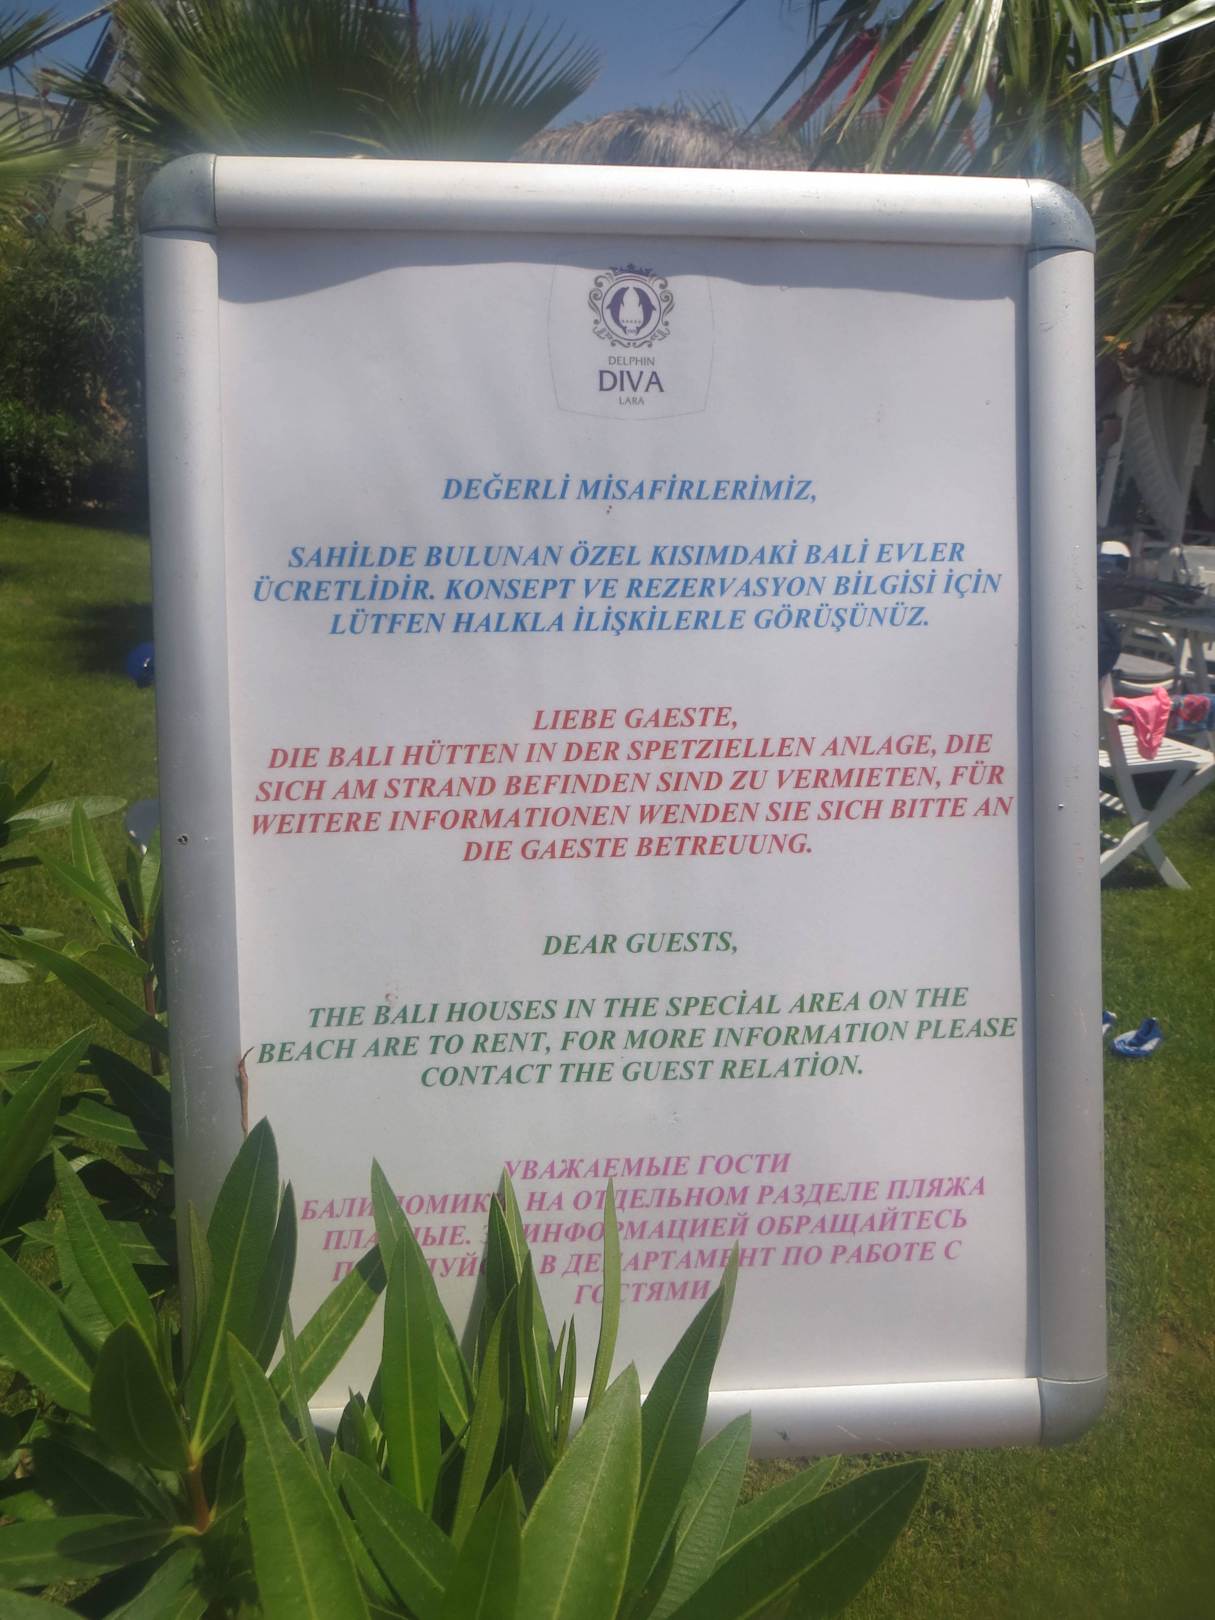 DELPHIN
DIVA
LARA
DEĞERLİ MİSAFİRLERİMİZ,
SAHİLDE BULUNAN ÖZEL KISIMDAKİ BALİ EVLER
ÜCRETLİDİR. KONSEPT VE REZERVASYON BİLGİSİ İÇİN
LÜTFEN HALKLA İLİŞKİLERLE GÖRÜŞÜNÜZ.
LIEBE GAESTE,
DIE BALI HÜTTEN IN DER SPETZIELLEN ANLAGE, DIE
SICH AM STRAND BEFINDEN SIND ZU VERMIETEN, FÜR
WEITERE INFORMATIONEN WENDEN SIE SICH BITTE AN
DIE GAESTE BETREUUNG.
DEAR GUESTS,
THE BALI HOUSES IN THE SPECİAL AREA ON THE
BEACH ARE TO RENT, FOR MORE INFORMATION PLEASE
CONTACT THE GUEST RELATİON.
УВАЖАЕМЫЕ ГОСТИ
НА ОТДЕЛЬНОМ РАЗДЕЛЕ ПЛЯЖА
ИНФОРМАЦИЕЙ ОБРАЩАЙТЕСЬ
В ДЕПАРТАМЕНТ ПО РАБОТЕ С
ГОСТЯМИ